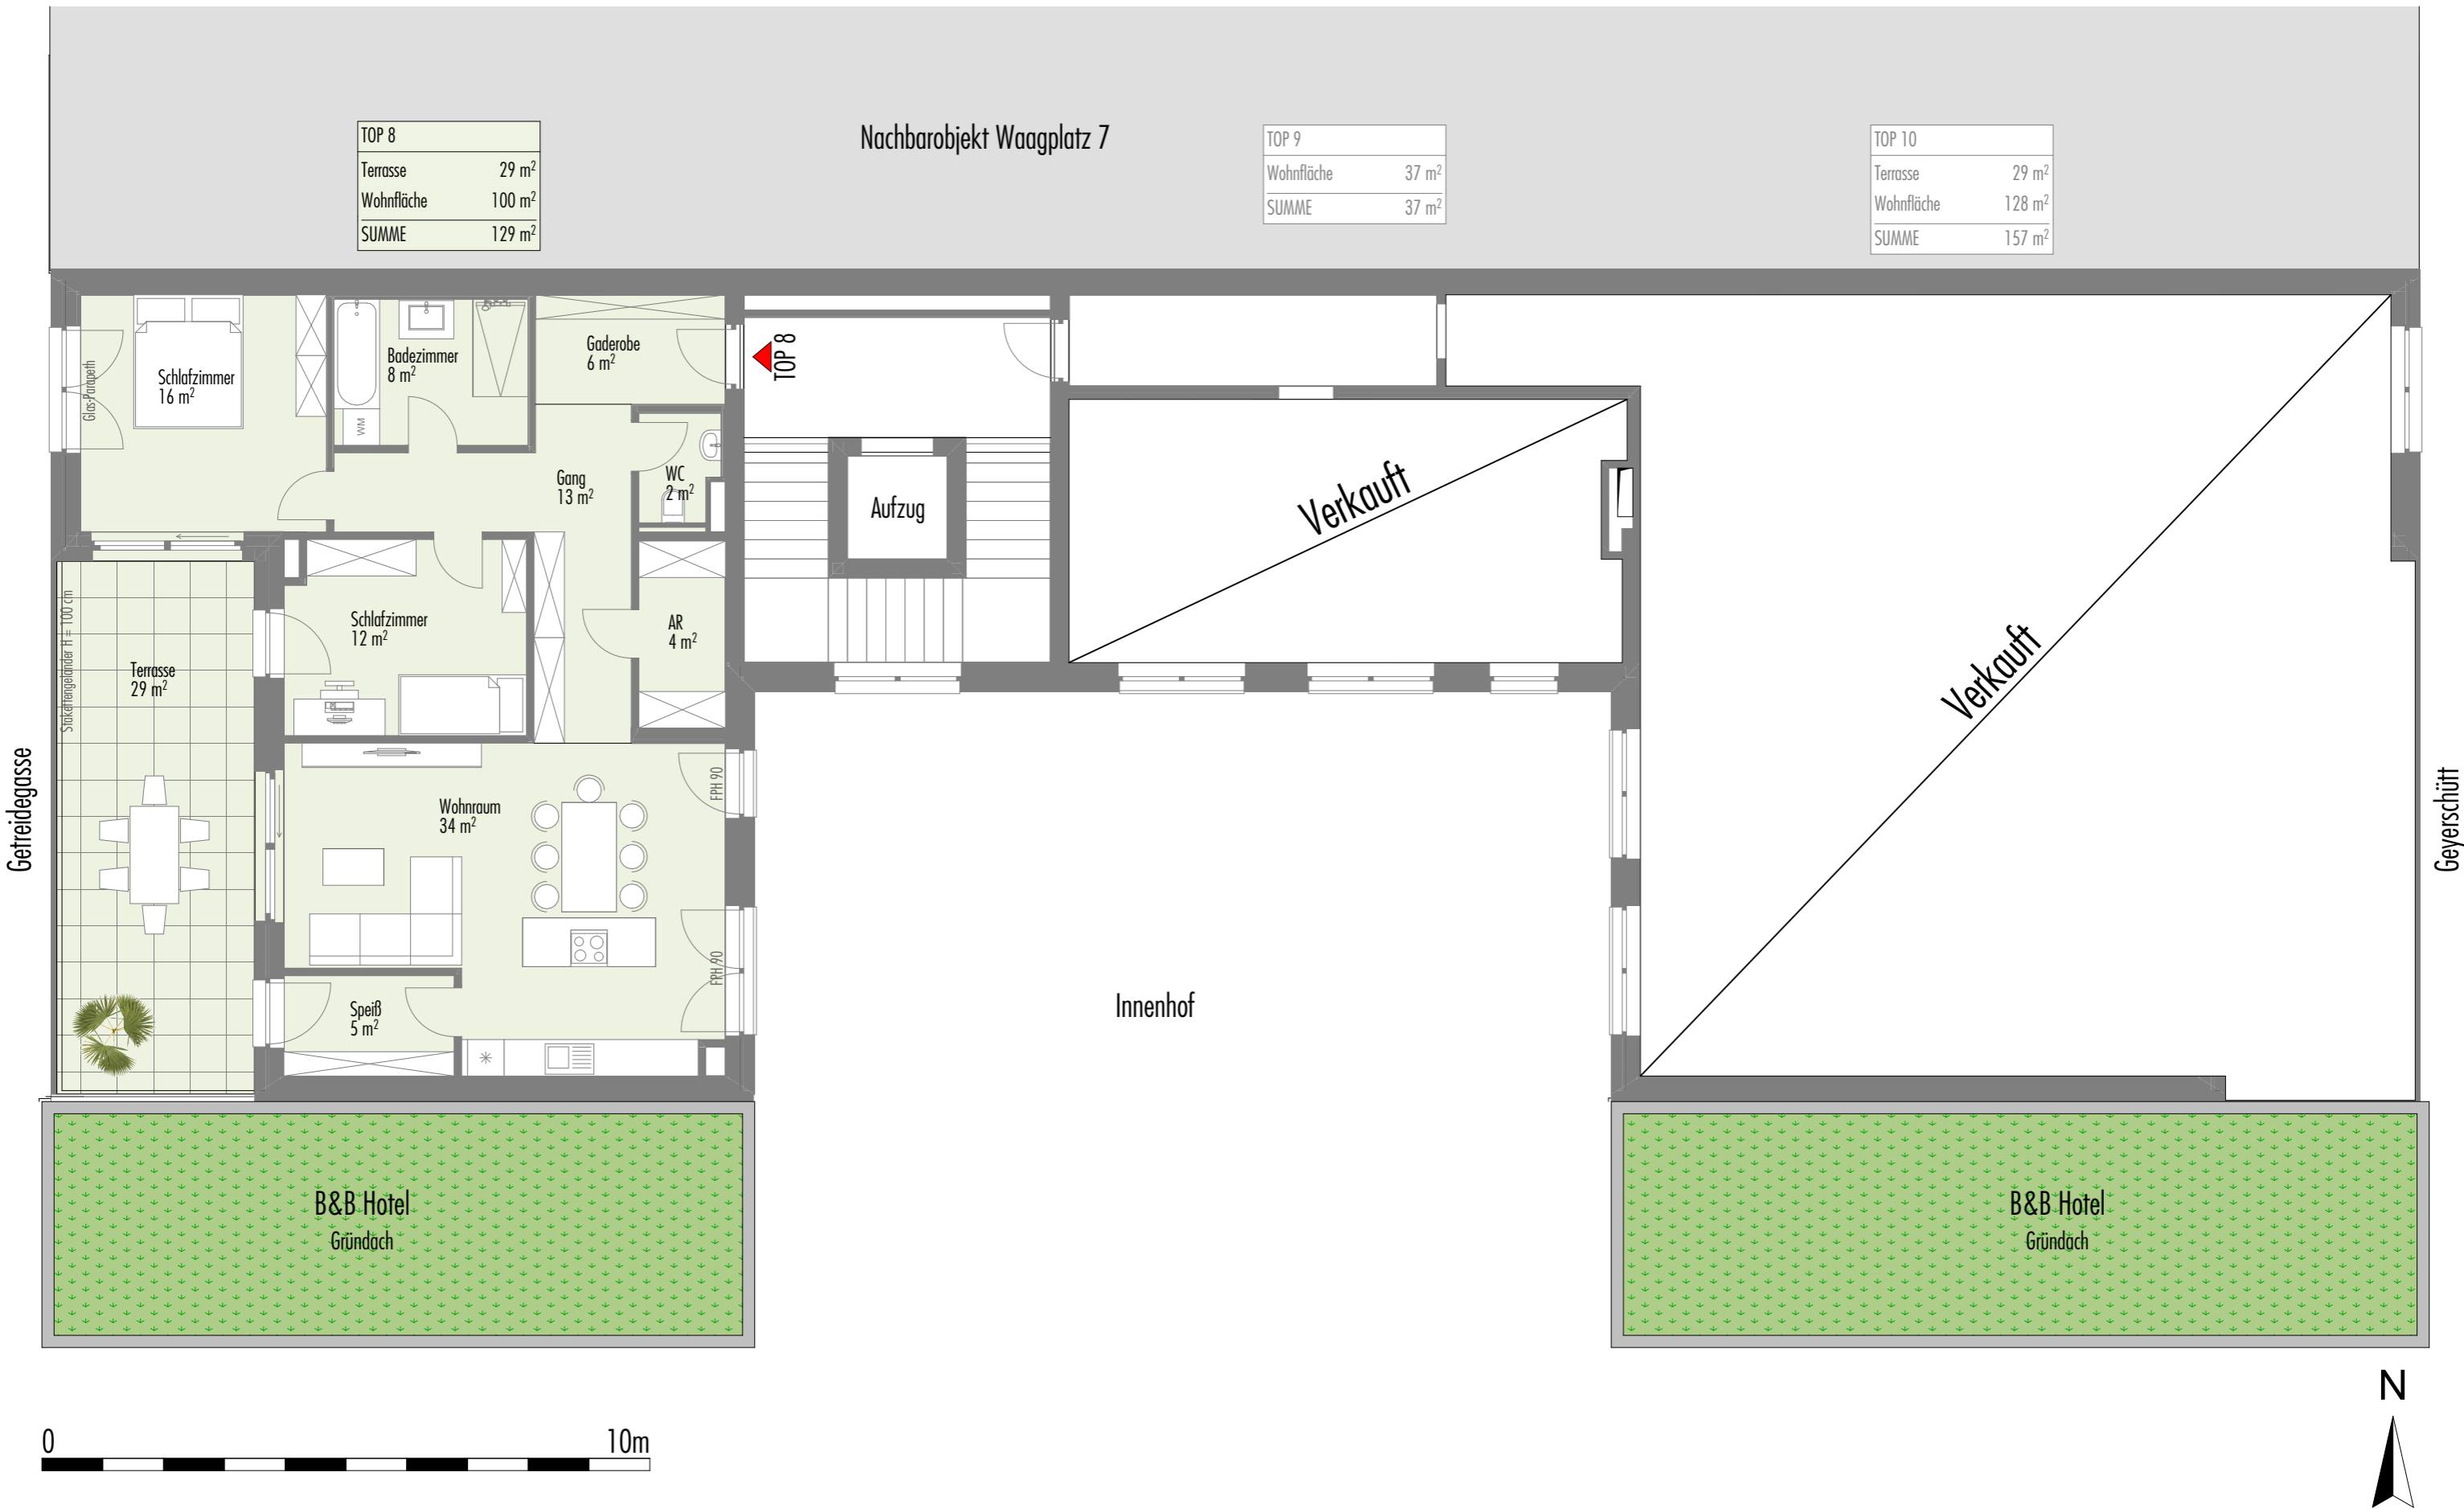 Nachbarobjekt Waagplatz 7
TOP 8
Terrasse 29 m²
Wohnfläche 100 m²
SUMME 129 m²
TOP 9
Wohnfläche 37 m²
SUMME 37 m²
TOP 10
Terrasse 29 m²
Wohnfläche 128 m²
SUMME 157 m²
Glas-Parapeth
Schlafzimmer
16 m²
Badezimmer
8 m²
WM
Gaderobe
6 m²
TOP 8
Gang
13 m²
WC
2 m²
Aufzug
Verkauft
Verkauft
Schlafzimmer
12 m²
AR
4 m²
Stakettengeländer H = 100 cm
Terrasse
29 m²
Getreidegasse
Geyerschütt
Wohnraum
34 m²
FPH 90
FPH 90
Speiß
5 m²
Innenhof
B&B Hotel
Gründach
B&B Hotel
Gründach
N
0 10m